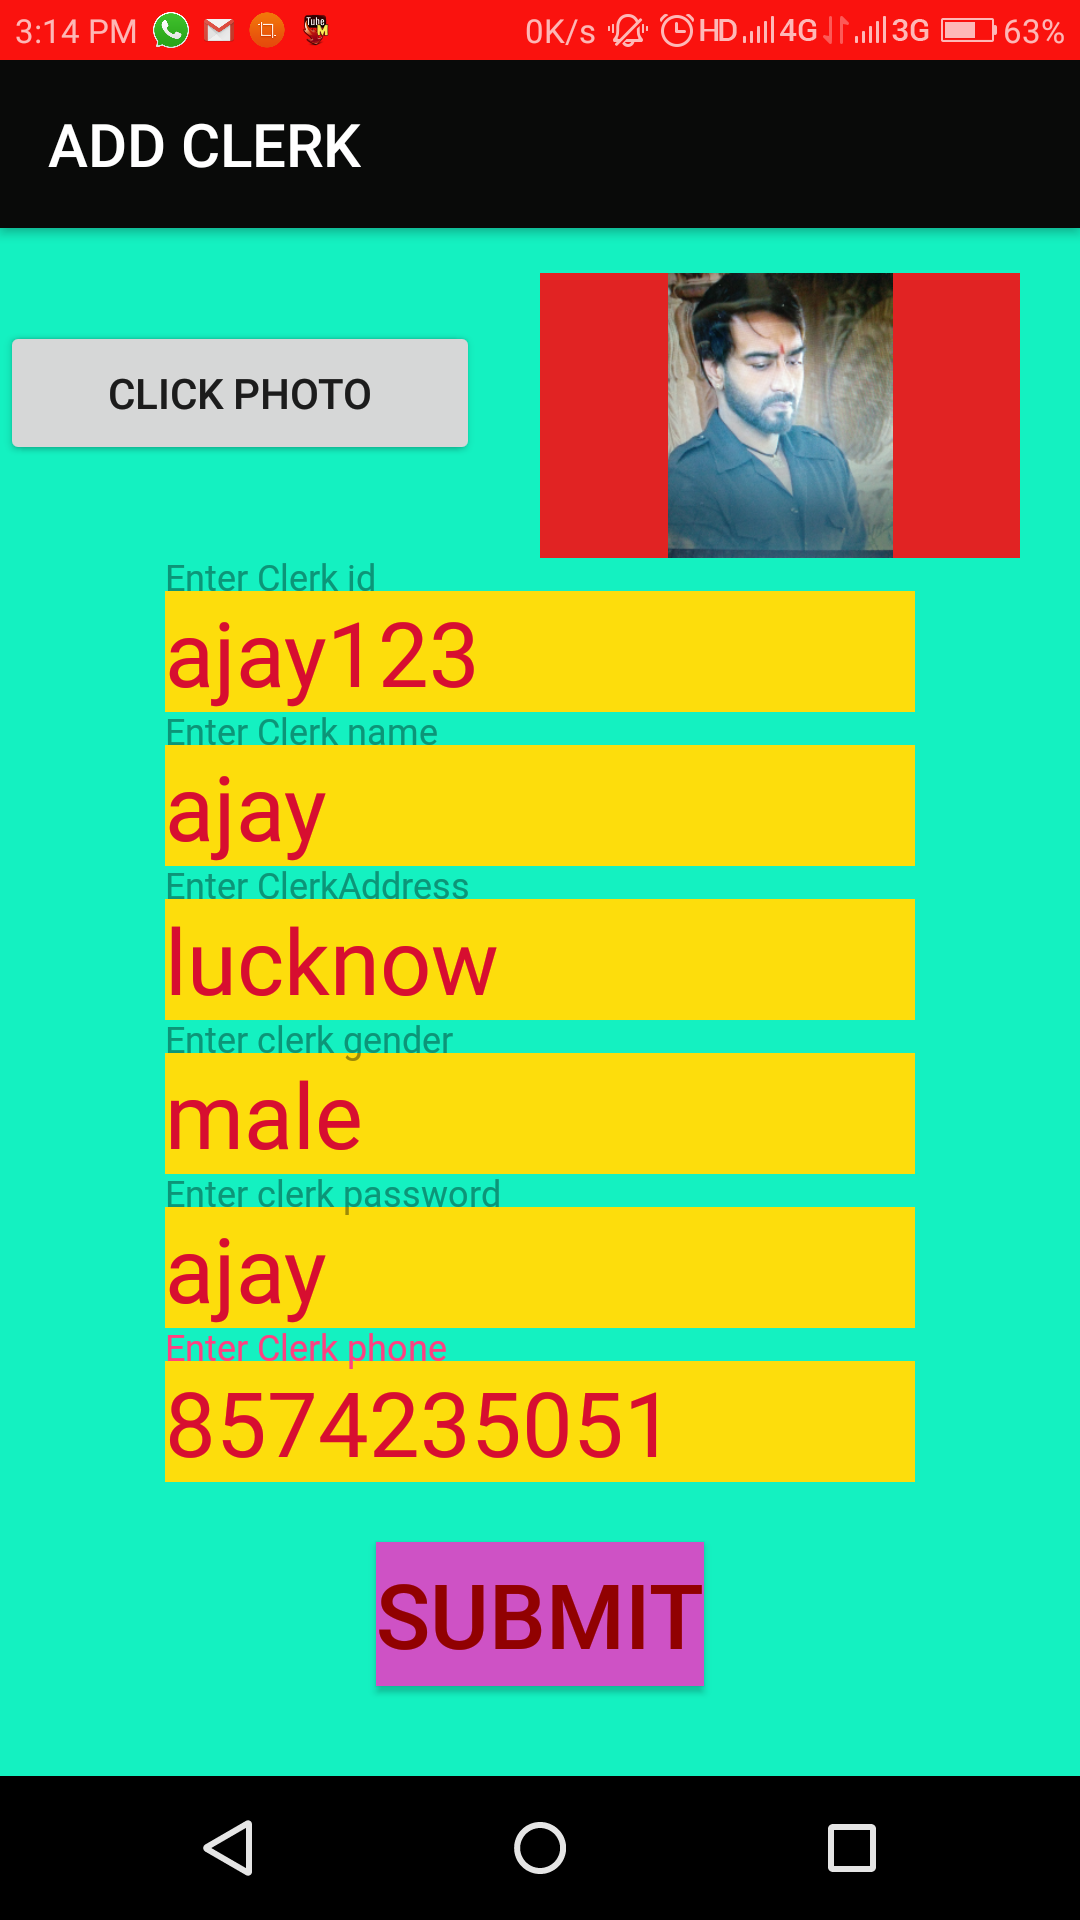 3:14 PM 0K/s HD 4G 3G 63%
ADD CLERK
CLICK PHOTO
Enter Clerk id
ajay123
Enter Clerk name
ajay
Enter ClerkAddress
lucknow
Enter clerk gender
male
Enter clerk password
ajay
Enter Clerk phone
8574235051
SUBMIT